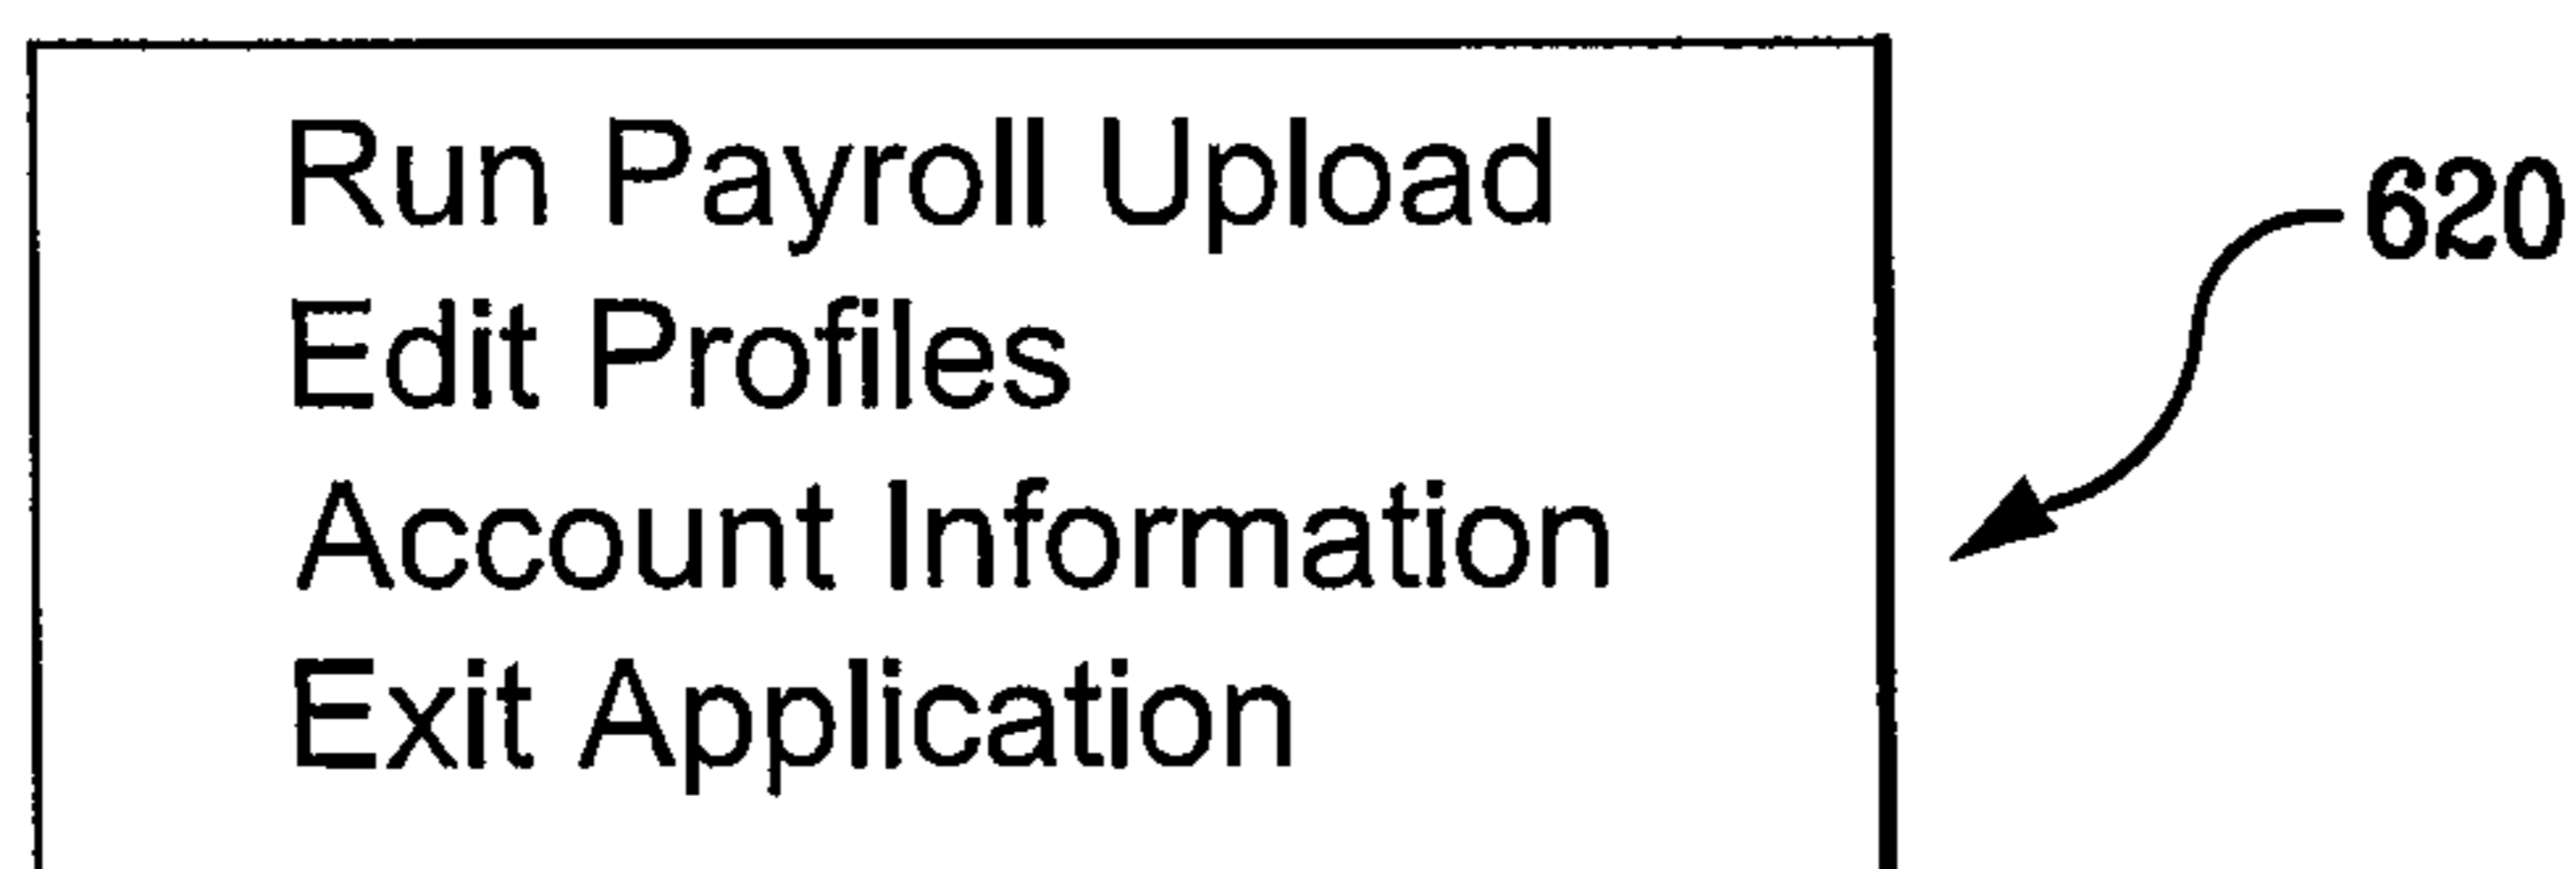 Run Payroll Upload
620
Edit Profiles
Account Information
Exit Application